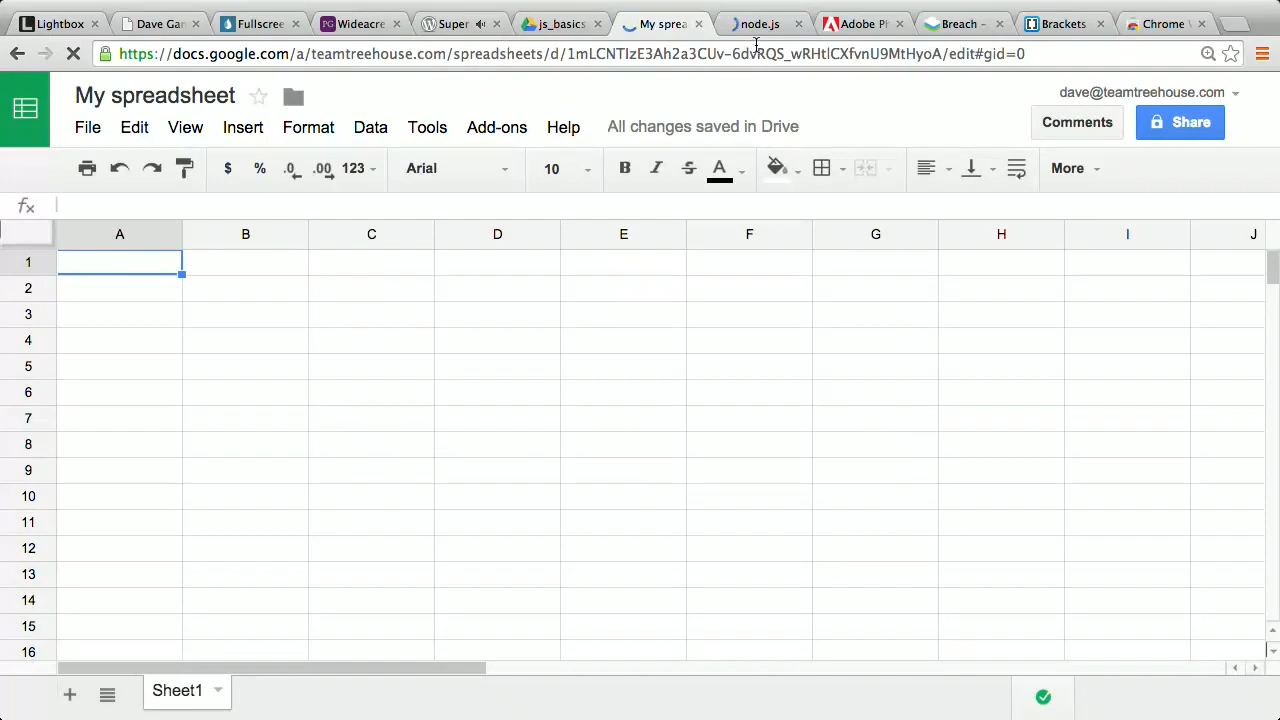 Lightbox
Dave Gan
Fullscree
Wideacre
Super
js_basics
My sprea
node.js
Adobe P
Breach –
Brackets
Chrome
https://docs.google.com/a/teamtreehouse.com/spreadsheets/d/1mLCNTIzE3Ah2a3CUv-6dvRQS_wRHtlCXfvnU9MtHyoA/edit#gid=0
My spreadsheet
dave@teamtreehouse.com
File Edit View Insert Format Data Tools Add-ons Help All changes saved in Drive
Comments
Share
$ % .0 .00 123 Arial 10 B I S A More
fx
A B C D E F G H I J
1
2
3
4
5
6
7
8
9
10
11
12
13
14
15
16
Sheet1